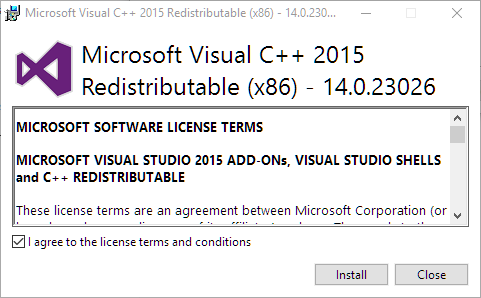 Microsoft Visual C++ 2015 Redistributable (x86) - 14.0.230...
Microsoft Visual C++ 2015
Redistributable (x86) - 14.0.23026
MICROSOFT SOFTWARE LICENSE TERMS
MICROSOFT VISUAL STUDIO 2015 ADD-ONs, VISUAL STUDIO SHELLS
and C++ REDISTRIBUTABLE
These license terms are an agreement between Microsoft Corporation (or
I agree to the license terms and conditions
Install
Close